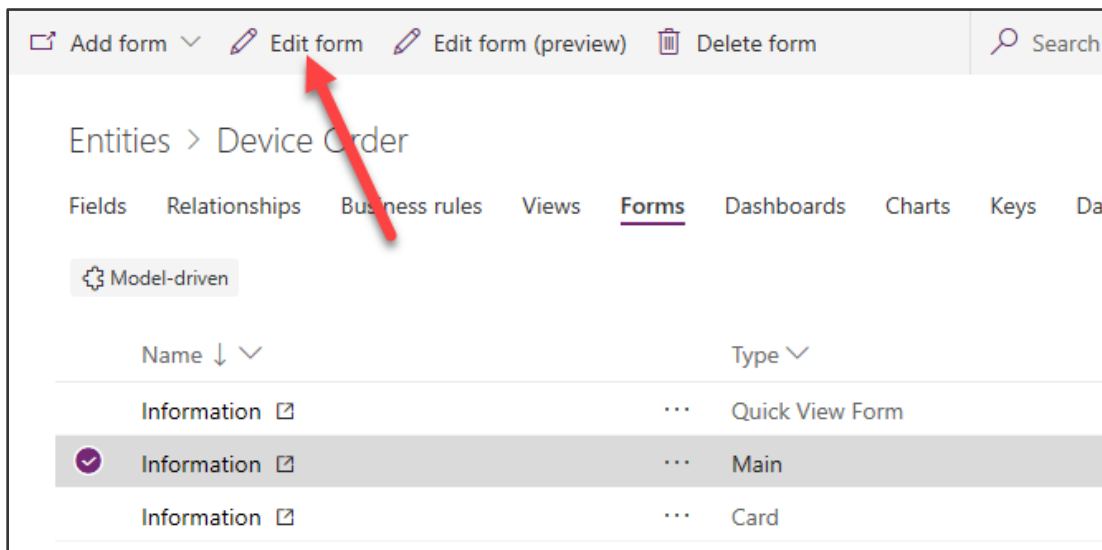 Add form Edit form Edit form (preview) Delete form Search
Entities > Device Order
Fields Relationships Business rules Views Forms Dashboards Charts Keys Da
Model-driven
Name ↓ Type
Information ··· Quick View Form
Information ··· Main
Information ··· Card